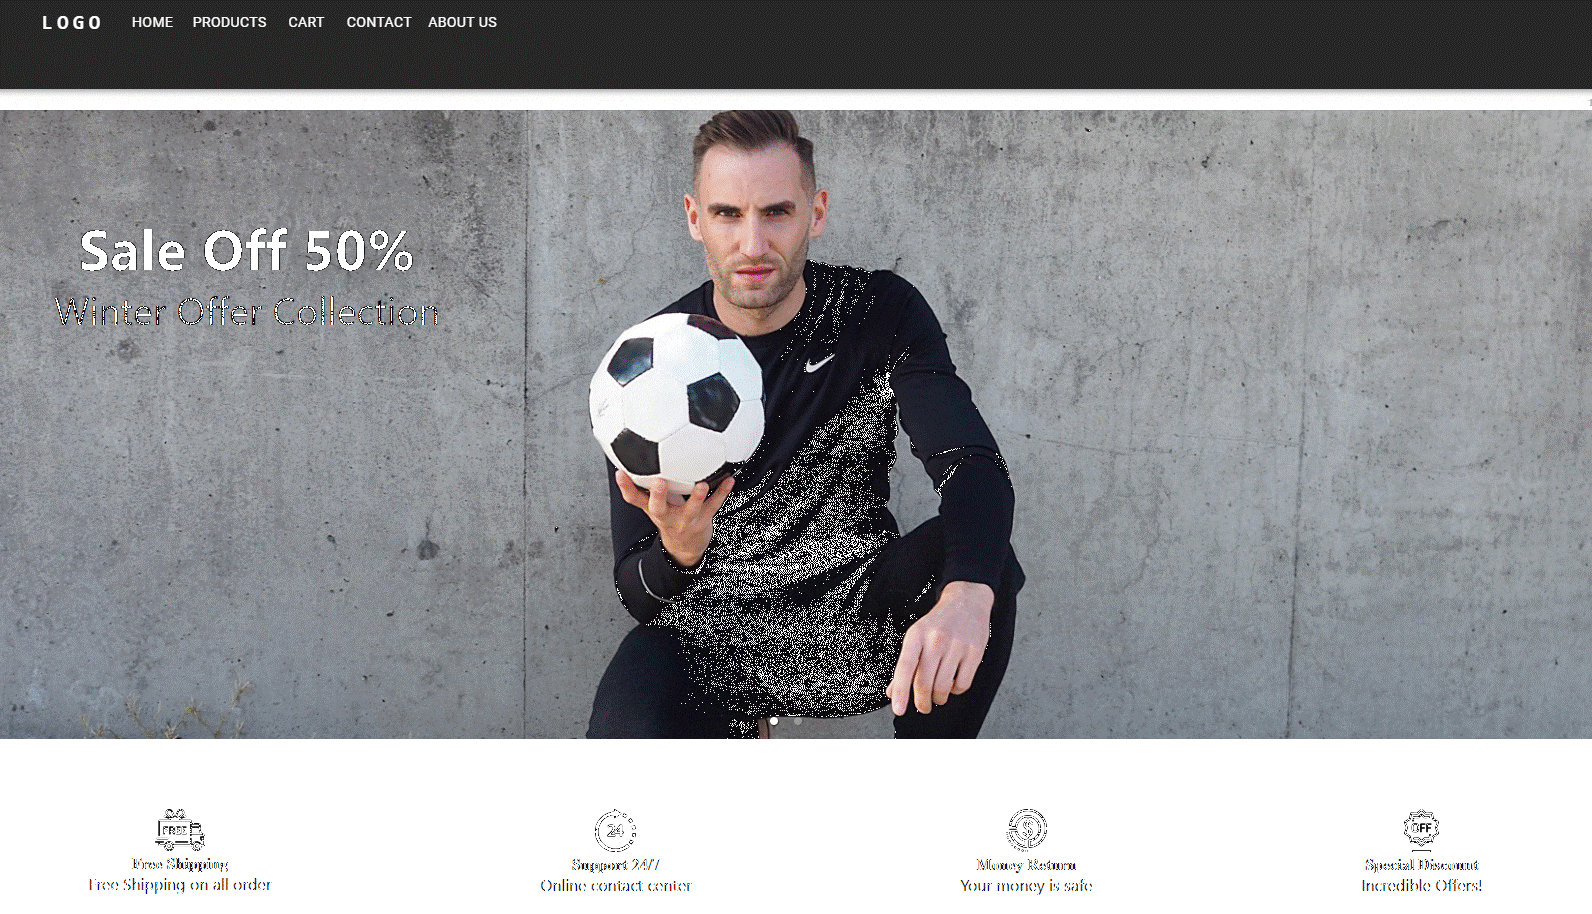 LOGO HOME PRODUCTS CART CONTACT ABOUT US
Sale Off 50%
Winter Offer Collection
FREE
Free Shipping
Free Shipping on all order
24
Support 24/7
Online contact center
$
Money Return
Your money is safe
OFF
Special Discount
Incredible Offers!